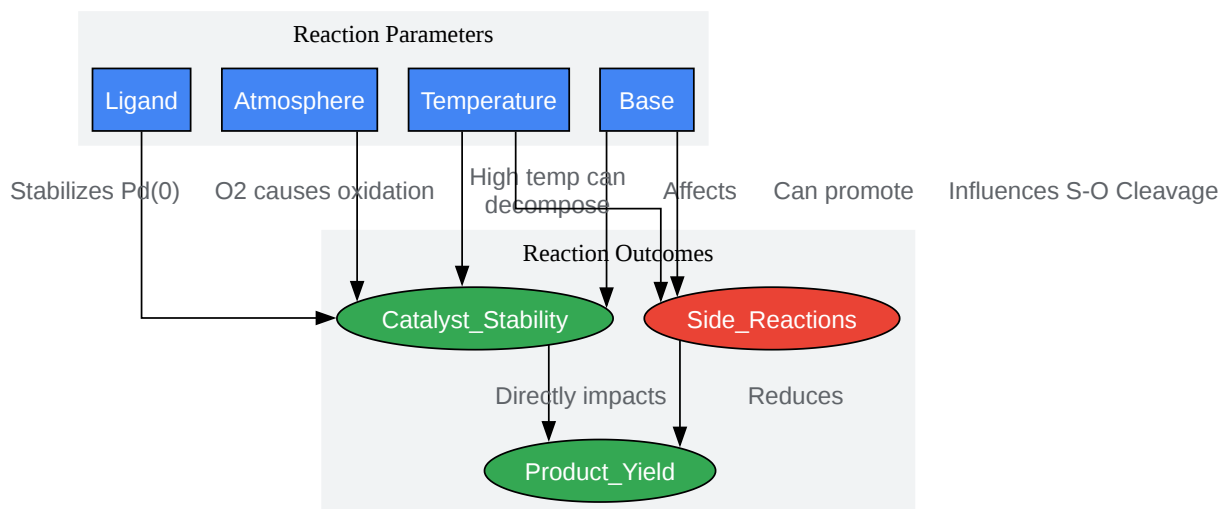 Reaction Parameters
Ligand
Atmosphere
Temperature
Base
Stabilizes Pd(0)
O2 causes oxidation
High temp can
decompose
Affects
Can promote
Influences S-O Cleavage
Reaction Outcomes
Catalyst_Stability
Side_Reactions
Directly impacts
Reduces
Product_Yield